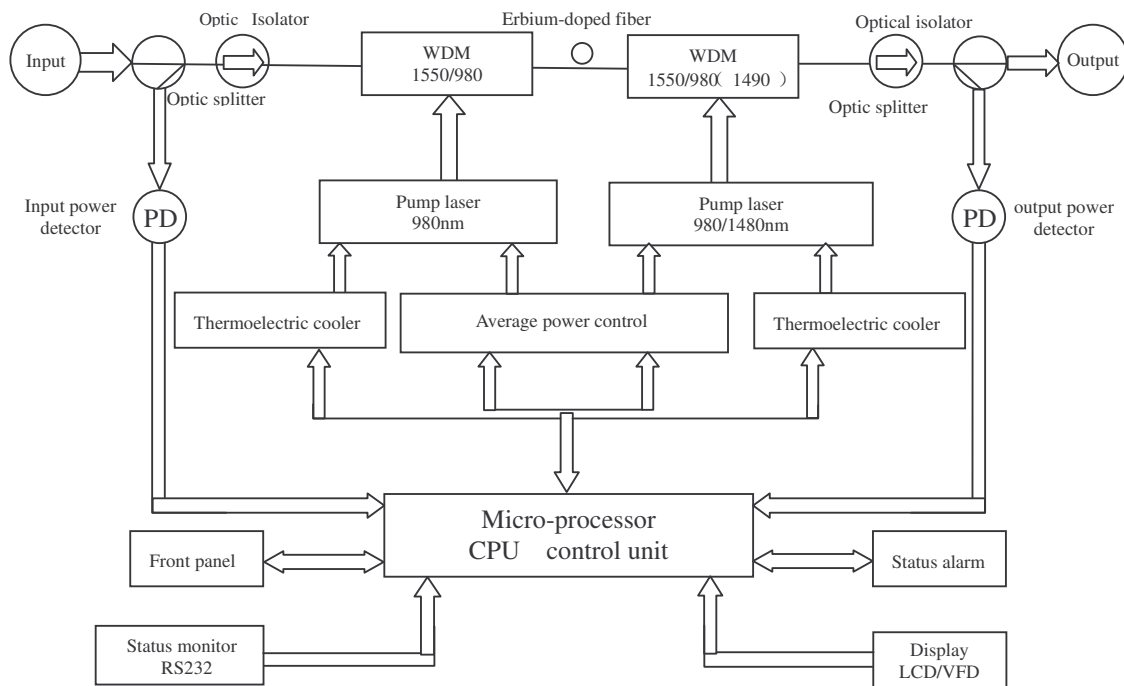 Optic Isolator
Erbium-doped fiber
Optical isolator
Input
WDM
1550/980
WDM
1550/980( 1490 )
Output
Optic splitter
Optic splitter
Input power
detector
PD
Pump laser
980nm
Pump laser
980/1480nm
PD
output power
detector
Thermoelectric cooler
Average power control
Thermoelectric cooler
Micro-processor
CPU control unit
Front panel
Status alarm
Status monitor
RS232
Display
LCD/VFD